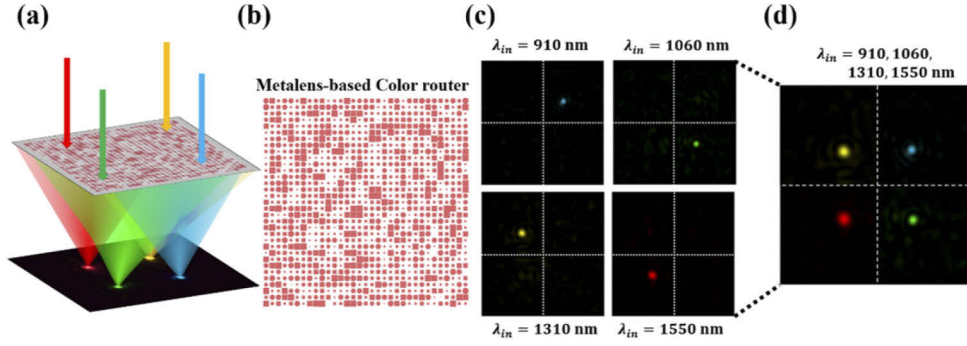 (a)
(b)
Metalens-based Color router
(c)
λin = 910 nm
λin = 1060 nm
λin = 1310 nm
λin = 1550 nm
(d)
λin = 910, 1060,
1310, 1550 nm